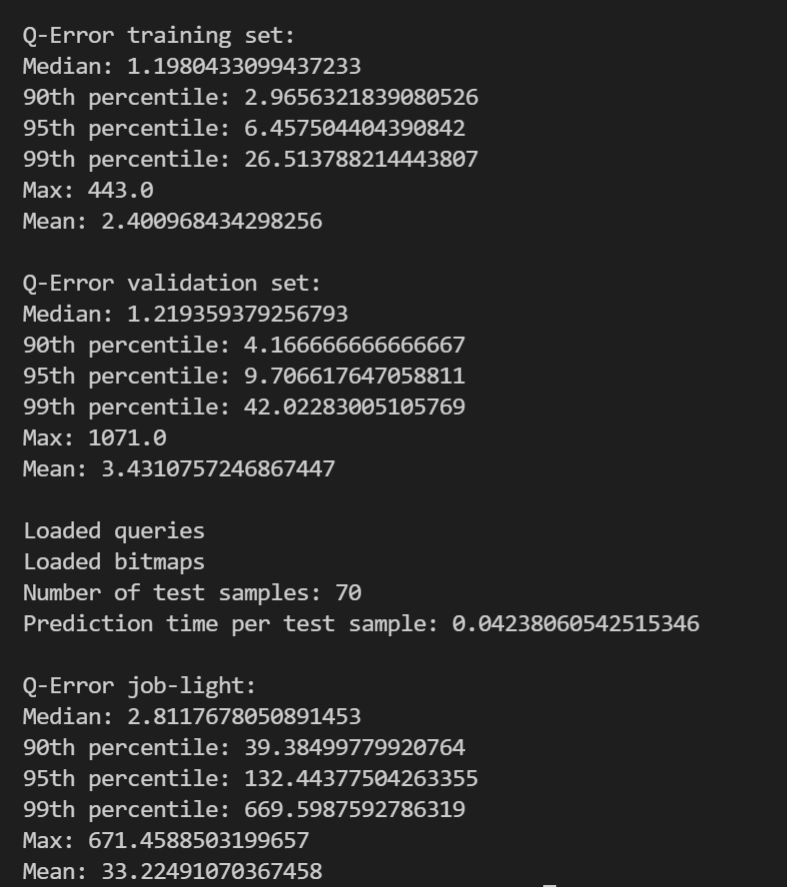 Q-Error training set:
Median: 1.1980433099437233
90th percentile: 2.9656321839080526
95th percentile: 6.457504404390842
99th percentile: 26.513788214443807
Max: 443.0
Mean: 2.400968434298256
Q-Error validation set:
Median: 1.219359379256793
90th percentile: 4.166666666666667
95th percentile: 9.706617647058811
99th percentile: 42.02283005105769
Max: 1071.0
Mean: 3.4310757246867447
Loaded queries
Loaded bitmaps
Number of test samples: 70
Prediction time per test sample: 0.04238060542515346
Q-Error job-light:
Median: 2.8117678050891453
90th percentile: 39.38499779920764
95th percentile: 132.44377504263355
99th percentile: 669.5987592786319
Max: 671.4588503199657
Mean: 33.22491070367458